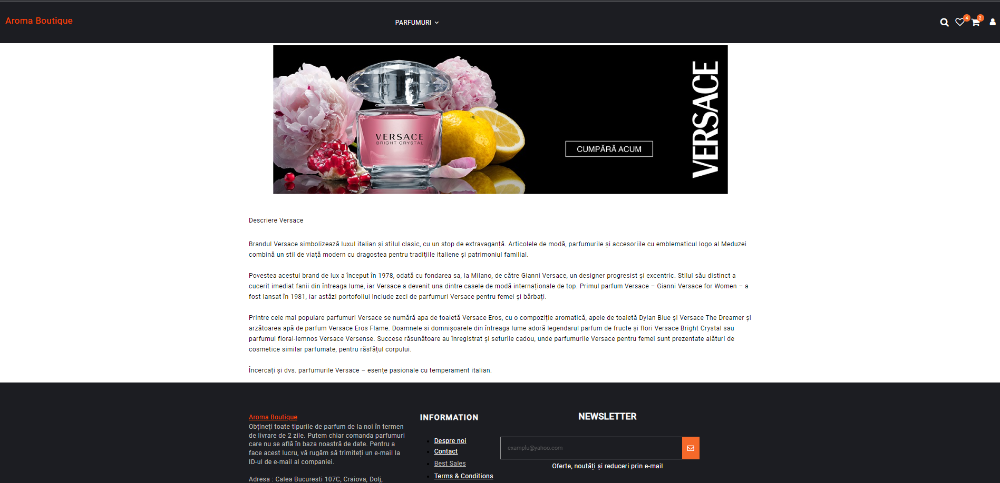 Aroma Boutique
PARFUMURI
4
2
VERSACE
BRIGHT CRYSTAL
CUMPĂRĂ ACUM
VERSACE
Descriere Versace
Brandul Versace simbolizează luxul italian și stilul clasic, cu un stop de extravaganță. Articolele de modă, parfumurile și accesoriile cu emblematicul logo al Meduzei
combină un stil de viață modern cu dragostea pentru tradițiile italiene și patrimoniul familial.
Povestea acestui brand de lux a început în 1978, odată cu fondarea sa, la Milano, de către Gianni Versace, un designer progresist și excentric. Stilul său distinct a
cucerit imediat fanii din întreaga lume, iar Versace a devenit una dintre casele de modă internaționale de top. Primul parfum Versace – Gianni Versace for Women – a
fost lansat în 1981, iar astăzi portofoliul include zeci de parfumuri Versace pentru femei și bărbați.
Printre cele mai populare parfumuri Versace se numără apa de toaletă Versace Eros, cu o compoziție aromatică, apele de toaletă Dylan Blue și Versace The Dreamer și
arzătoarea apă de parfum Versace Eros Flame. Doamnele si domnișoarele din întreaga lume adoră legendarul parfum de fructe și flori Versace Bright Crystal sau
parfumul floral-lemnos Versace Versense. Succese răsunătoare au înregistrat și seturile cadou, unde parfumurile Versace pentru femei sunt prezentate alături de
cosmetice similar parfumate, pentru răsfățul corpului.
Încercați și dvs. parfumurile Versace – esențe pasionale cu temperament italian.
Aroma Boutique
Obțineți toate tipurile de parfum de la noi în termen
de livrare de 2 zile. Putem chiar comanda parfumuri
care nu se află în baza noastră de date. Pentru a
face acest lucru, vă rugăm să trimiteți un e-mail la
ID-ul de e-mail al companiei.
Adresa : Calea Bucuresti 107C, Craiova, Dolj,
INFORMATION
Despre noi
Contact
Best Sales
Terms & Conditions
NEWSLETTER
examplu@yahoo.com
Oferte, noutăți și reduceri prin e-mail